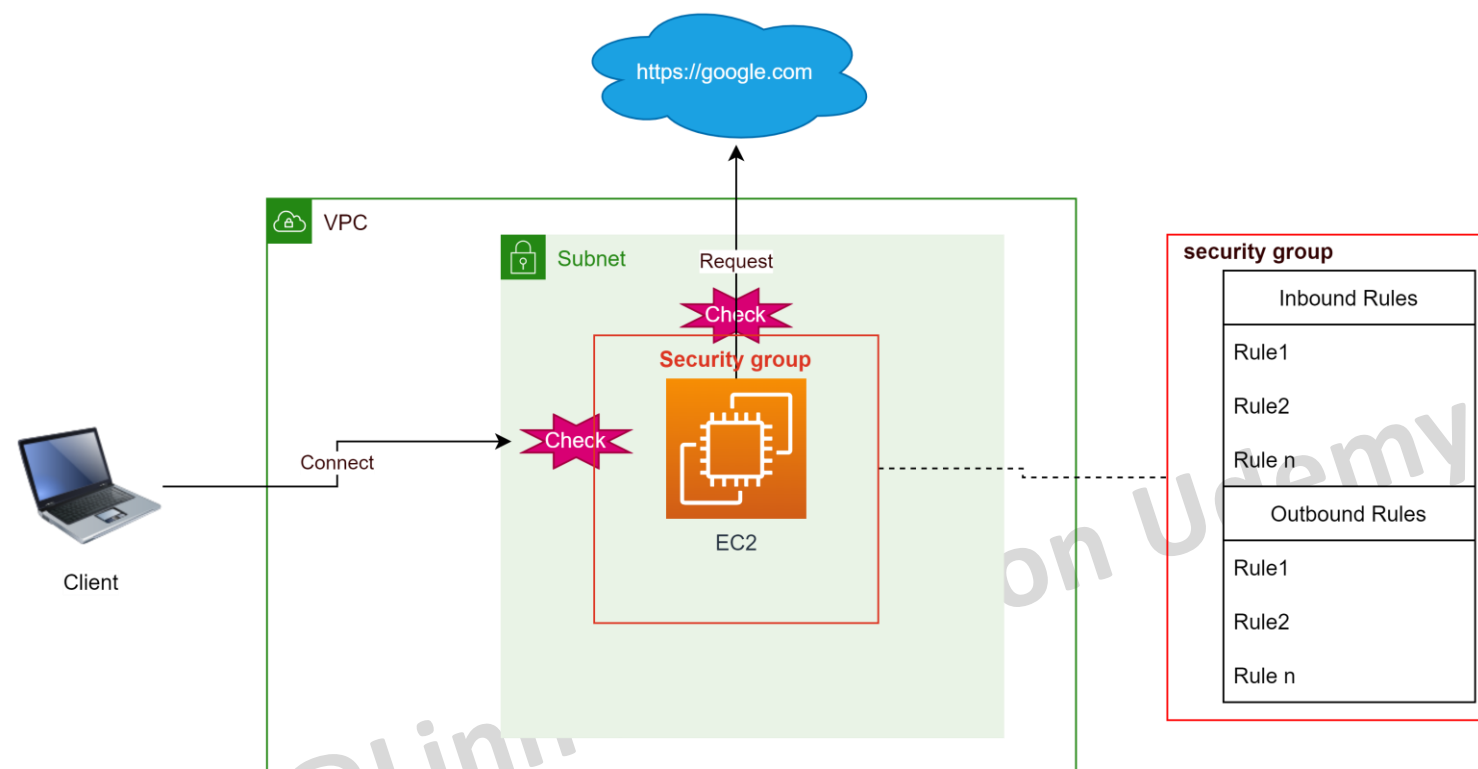 https://google.com
VPC
Subnet
Request
Check
Security group
Check
Connect
EC2
Client
security group
Inbound Rules
Rule1
Rule2
Rule n
Outbound Rules
Rule1
Rule2
Rule n
on Udemy